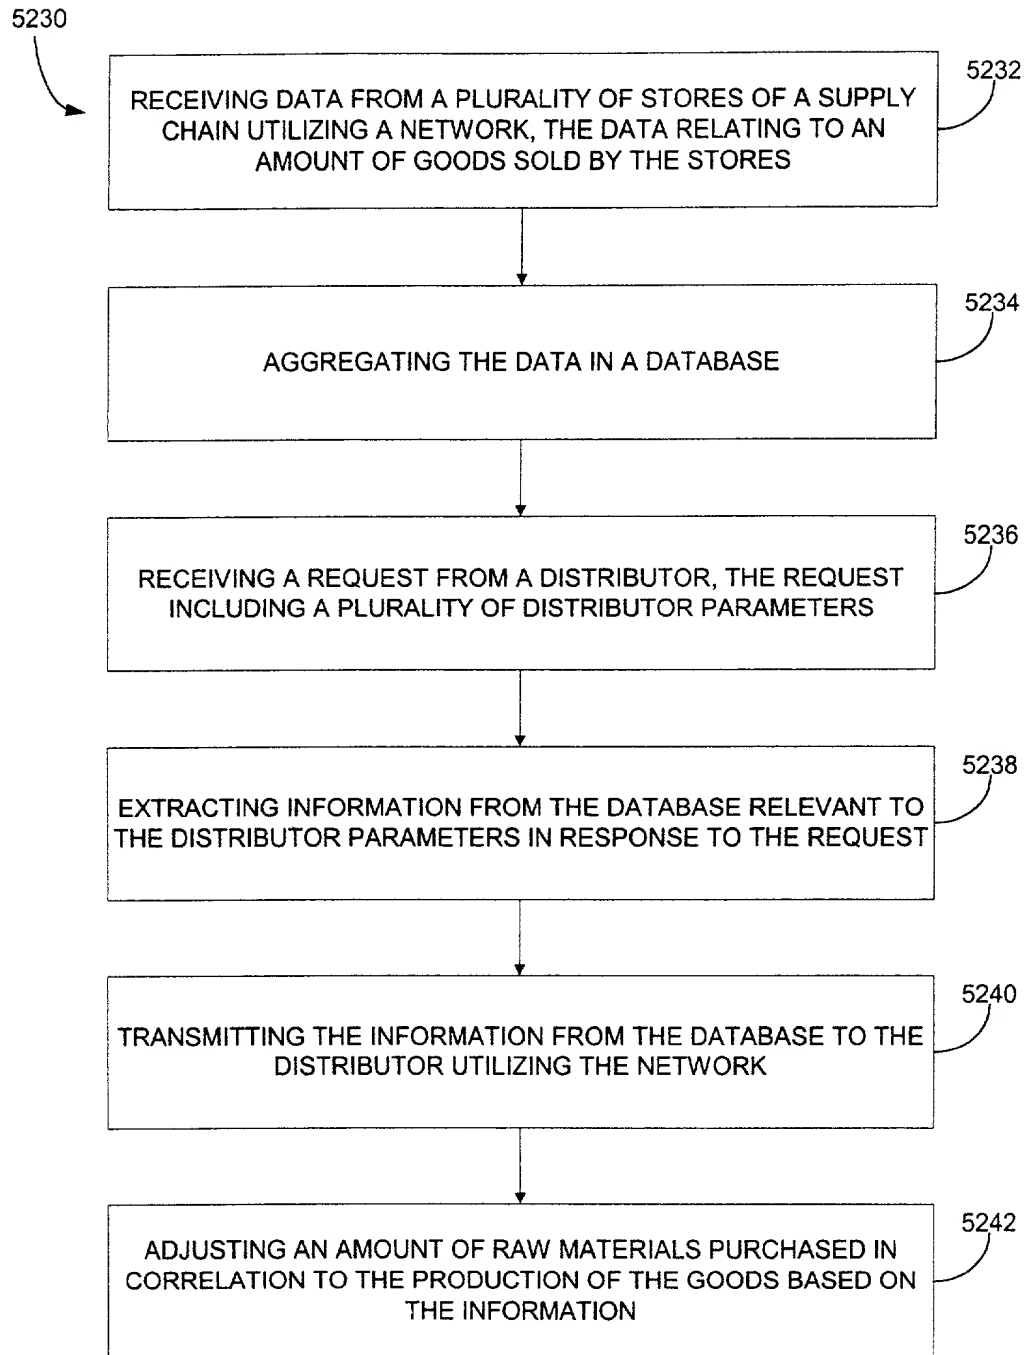 5230
5232
RECEIVING DATA FROM A PLURALITY OF STORES OF A SUPPLY
CHAIN UTILIZING A NETWORK, THE DATA RELATING TO AN
AMOUNT OF GOODS SOLD BY THE STORES
5234
AGGREGATING THE DATA IN A DATABASE
5236
RECEIVING A REQUEST FROM A DISTRIBUTOR, THE REQUEST
INCLUDING A PLURALITY OF DISTRIBUTOR PARAMETERS
5238
EXTRACTING INFORMATION FROM THE DATABASE RELEVANT TO
THE DISTRIBUTOR PARAMETERS IN RESPONSE TO THE REQUEST
5240
TRANSMITTING THE INFORMATION FROM THE DATABASE TO THE
DISTRIBUTOR UTILIZING THE NETWORK
5242
ADJUSTING AN AMOUNT OF RAW MATERIALS PURCHASED IN
CORRELATION TO THE PRODUCTION OF THE GOODS BASED ON
THE INFORMATION